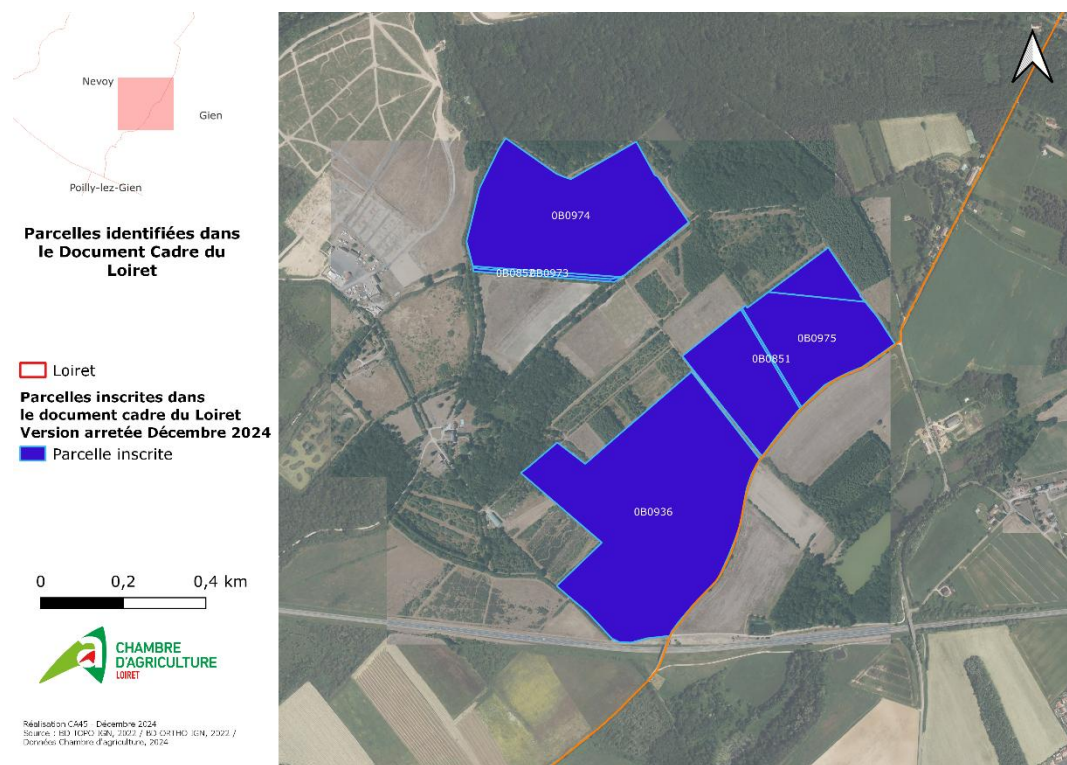 Nevoy
Gien
Poilly-lez-Gien
Parcelles identifiées dans
le Document Cadre du
Loiret
Loiret
Parcelles inscrites dans
le document cadre du Loiret
Version arretée Décembre 2024
Parcelle inscrite
0 0,2 0,4 km
CHAMBRE
D'AGRICULTURE
LOIRET
Réalisation CA45 - Décembre 2024
Source : BD TOPO IGN, 2022 / BD ORTHO IGN, 2022 /
Données Chambre d'agriculture, 2024
0B0974
0B0973
0B0975
0B0851
0B0936